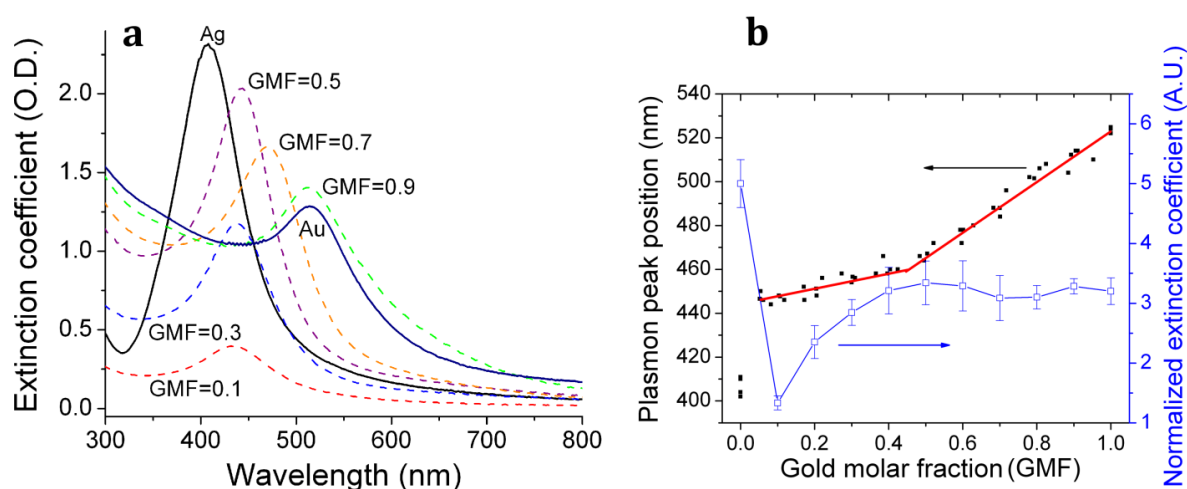 a
Ag
GMF=0.5
GMF=0.7
GMF=0.9
Au
GMF=0.3
GMF=0.1
Extinction coefficient (O.D.)
2.0
1.5
1.0
0.5
0.0
300 400 500 600 700 800
Wavelength (nm)
b
Plasmon peak position (nm)
540
520
500
480
460
440
420
400
0.0 0.2 0.4 0.6 0.8 1.0
Gold molar fraction (GMF)
6
5
4
3
2
1
Normalized extinction coefficient (A.U.)